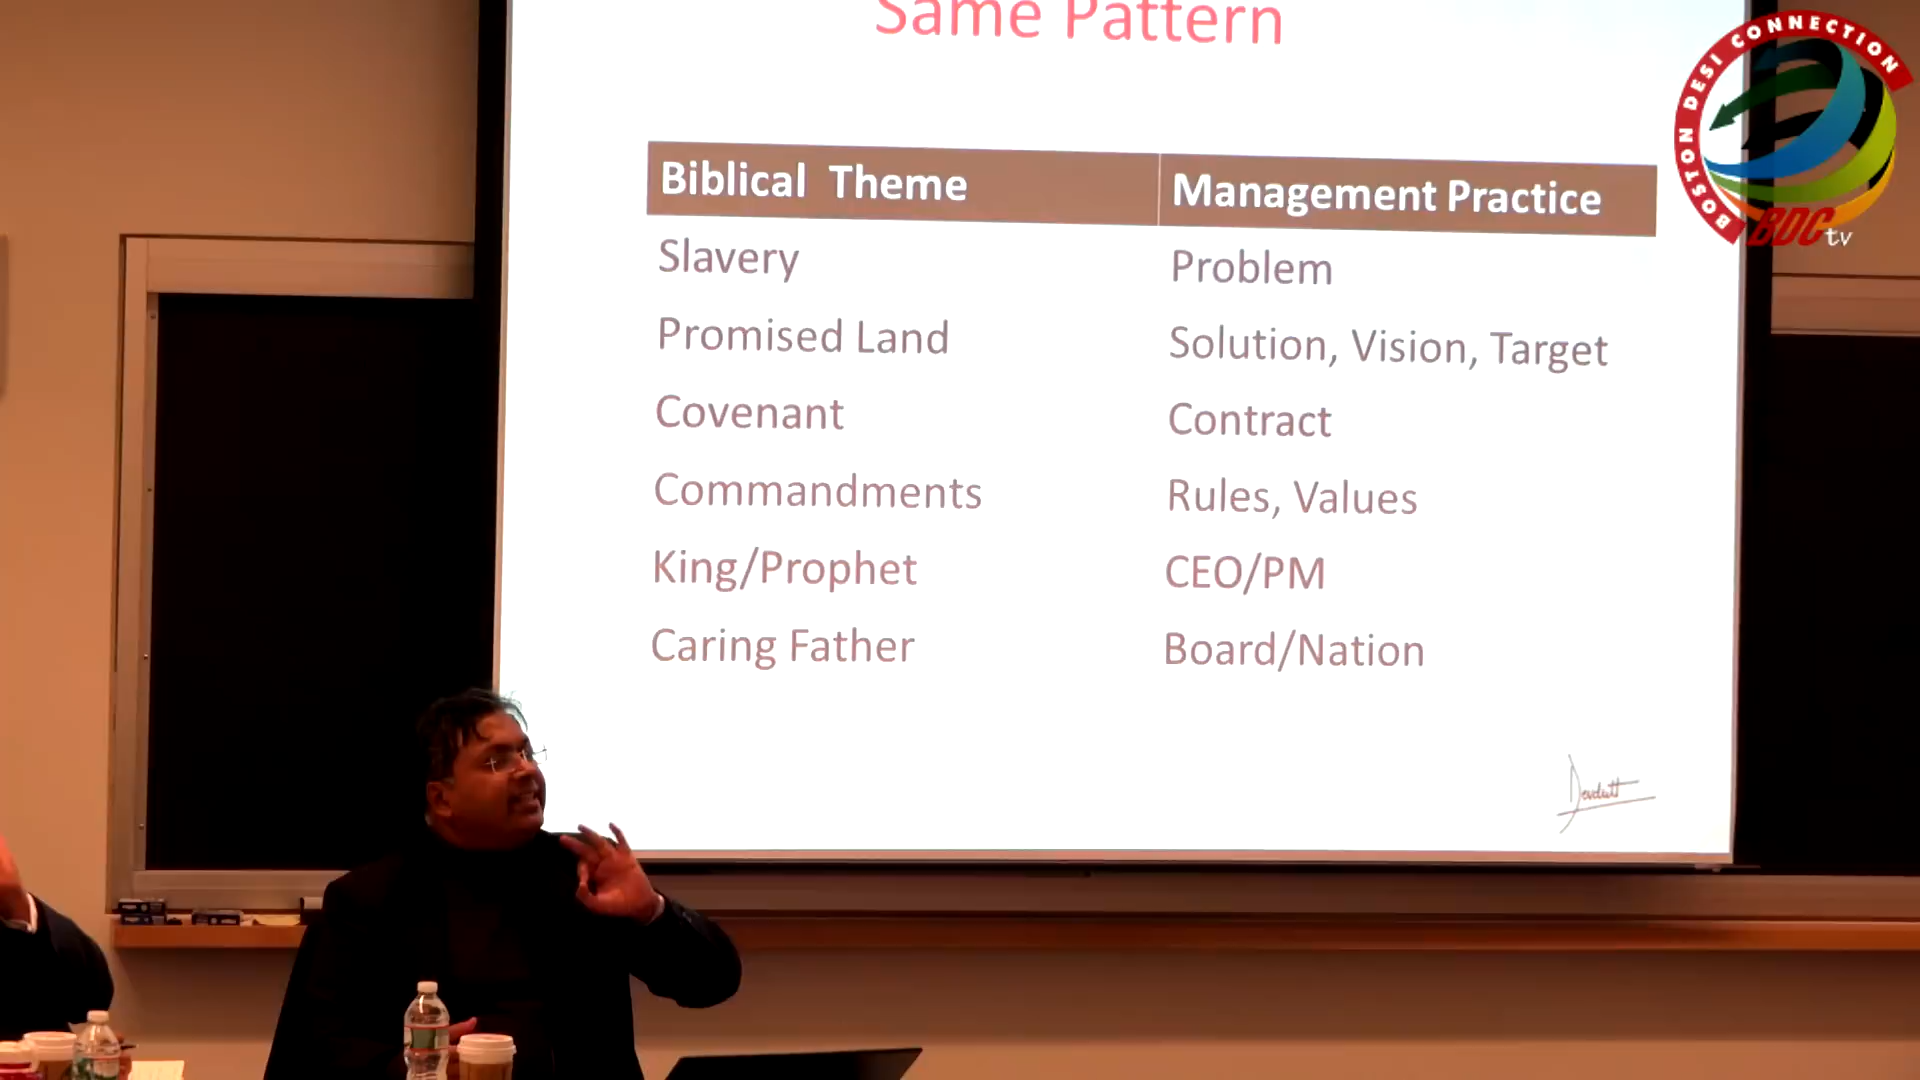 Same Pattern
BOSTON DESI CONNECTION
BDC tv
Biblical Theme
Management Practice
Slavery
Problem
Promised Land
Solution, Vision, Target
Covenant
Contract
Commandments
Rules, Values
King/Prophet
CEO/PM
Caring Father
Board/Nation
Devdutt